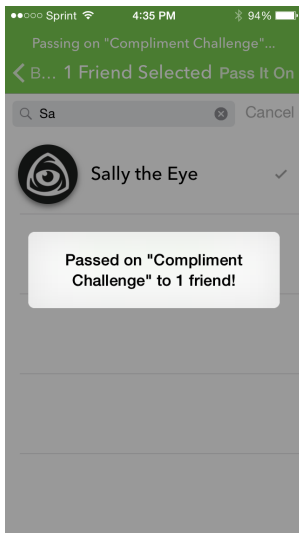 Sprint 4:35 PM 94%
Passing on "Compliment Challenge"...
B... 1 Friend Selected Pass It On
Sa Cancel
Sally the Eye
Passed on "Compliment
Challenge" to 1 friend!